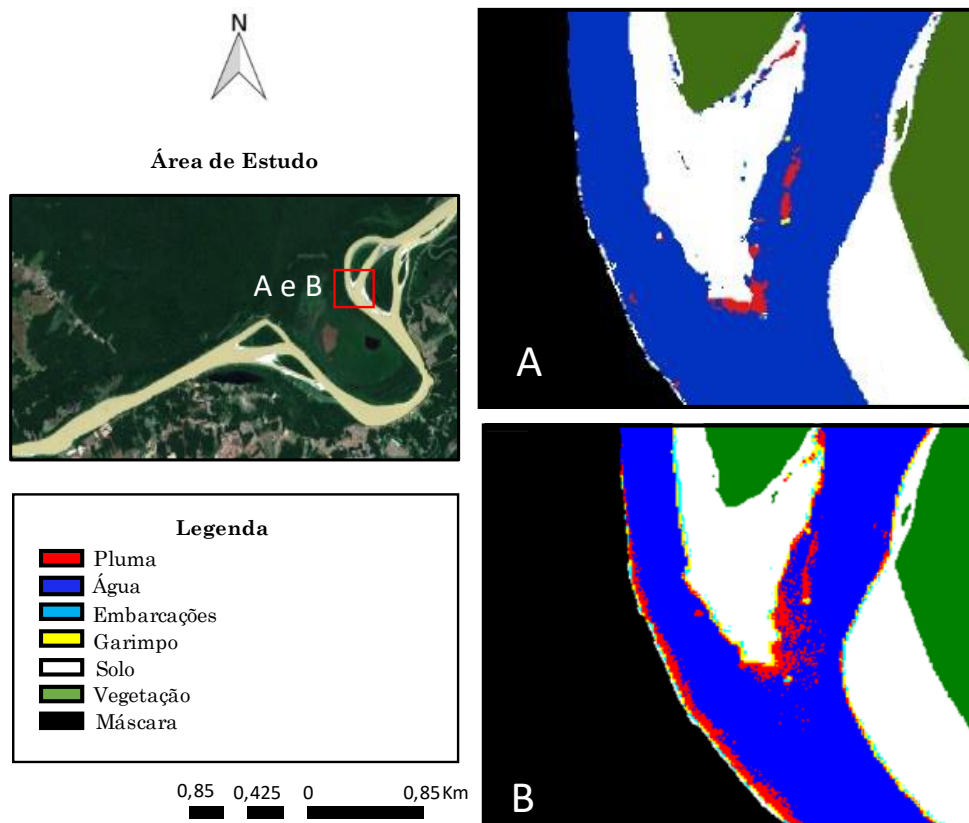 N
Área de Estudo
A e B
Legenda
Pluma
Água
Embarcações
Garimpo
Solo
Vegetação
Máscara
0,85 0,425 0 0,85 Km
A
B